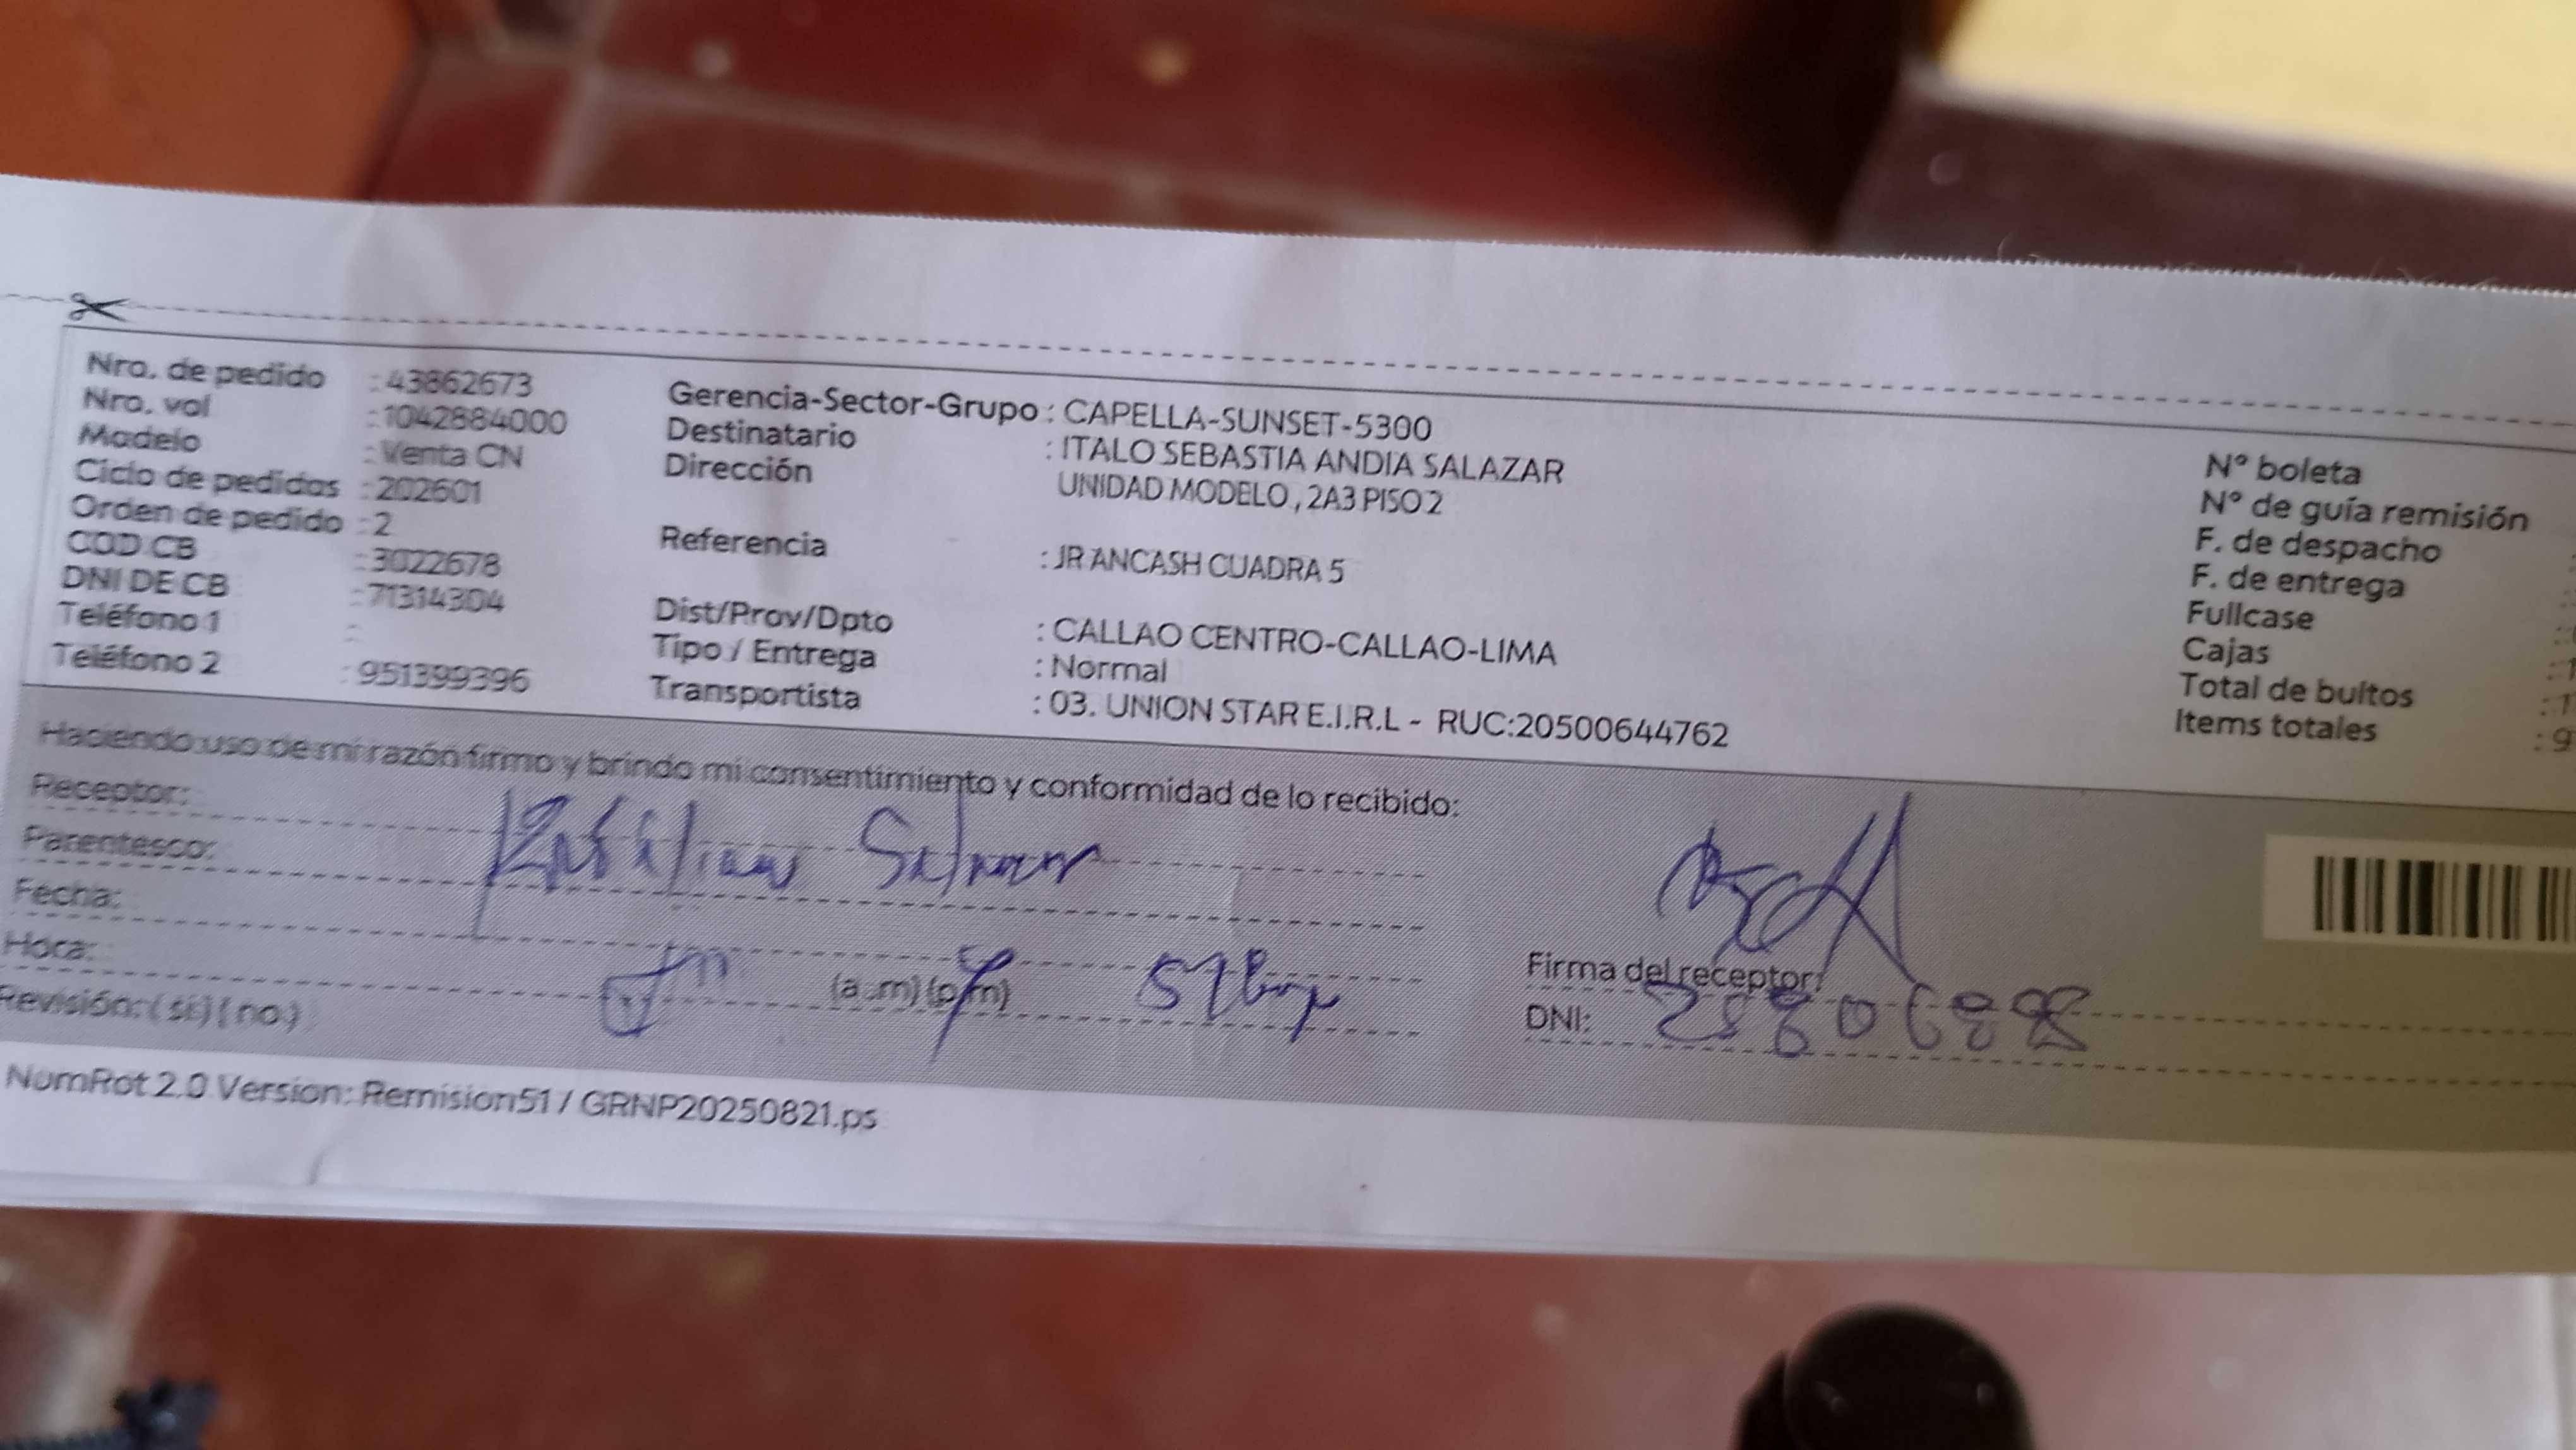 Nro. de pedido : 43862673
Nro. vol : 1042884000
Modelo : Venta CN
Ciclo de pedidos : 202601
Orden de pedido : 2
COD CB : 3022678
DNI DE CB : 71314304
Teléfono 1 :
Teléfono 2 : 951399396
Gerencia-Sector-Grupo : CAPELLA-SUNSET-5300
Destinatario : ITALO SEBASTIA ANDIA SALAZAR
Dirección UNIDAD MODELO , 2A3 PISO 2
Referencia : JR ANCASH CUADRA 5
Dist/Prov/Dpto : CALLAO CENTRO-CALLAO-LIMA
Tipo / Entrega : Normal
Transportista : 03. UNION STAR E.I.R.L - RUC:20500644762
N° boleta
N° de guía remisión
F. de despacho
F. de entrega
Fullcase
Cajas : 1
Total de bultos : 1
Items totales : 9
Haciendo uso de mi razón firmo y brindo mi consentimiento y conformidad de lo recibido:
Receptor:
Parentesco:
Fecha:
Hora: (a.m) (p.m)
Revisión: ( si ) ( no )
Firma del receptor:
DNI:
NumRot 2.0 Version: Remision51 / GRNP20250821.ps